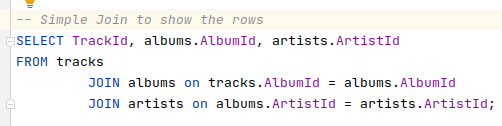 -- Simple Join to show the rows
SELECT TrackId, albums.AlbumId, artists.ArtistId
FROM tracks
JOIN albums on tracks.AlbumId = albums.AlbumId
JOIN artists on albums.ArtistId = artists.ArtistId;